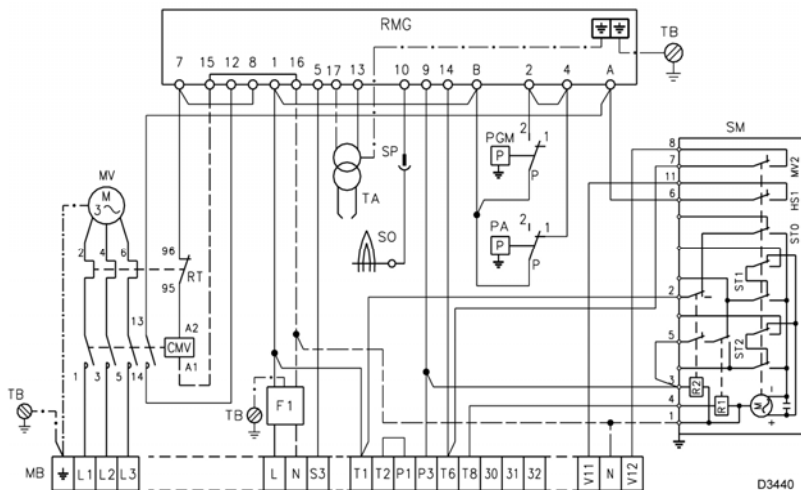 RMG
TB
7 15 12 8 1 16 5 17 13 10 9 14 B 2 4 A
SM
MV
M
3
SP
TA
SO
PGM
P
2
1
P
PA
P
2
1
P
8
7
11
6
2
5
3
4
1
MV2
HS1
ST0
ST1
ST2
R2
R1
M
-
+
2 4 6
96
RT
95
13
A2
CMV
A1
1 3 5 14
TB
TB
F1
MB L1 L2 L3 L N S3 T1 T2 P1 P3 T6 T8 30 31 32 V11 N V12
D3440